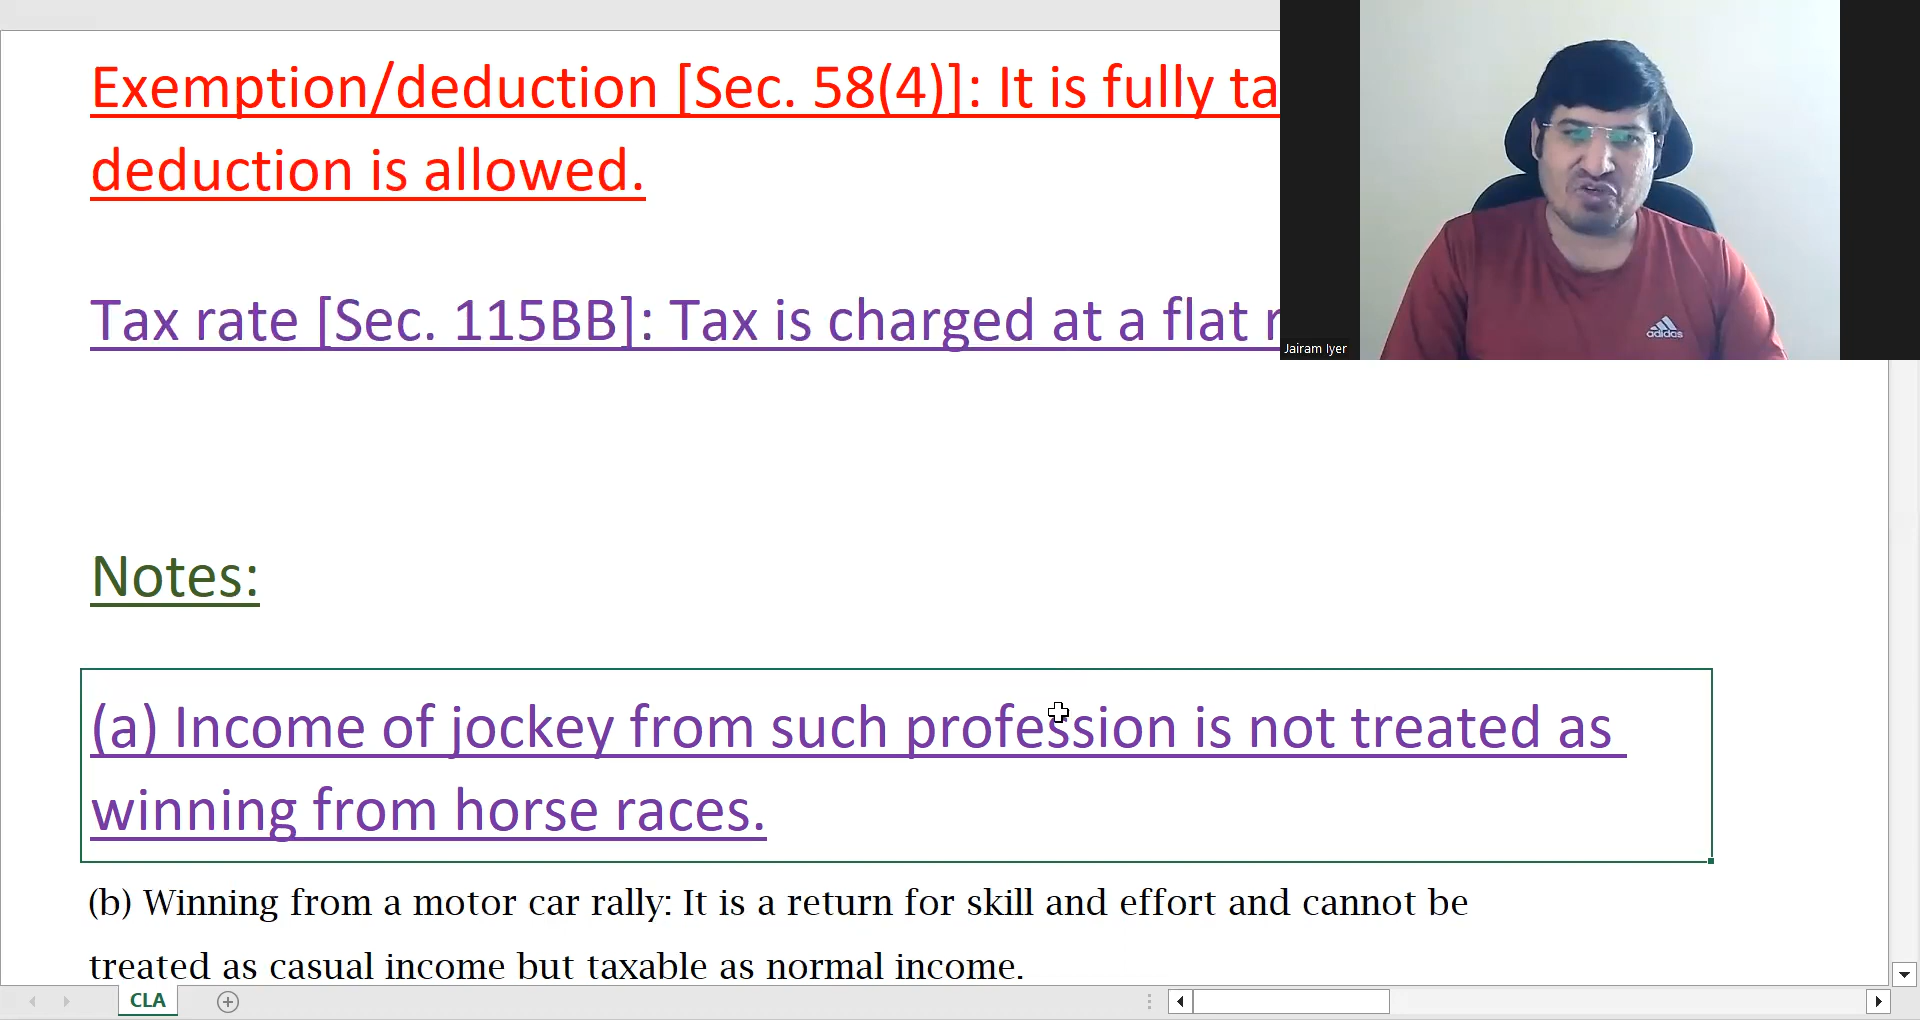 Exemption/deduction [Sec. 58(4)]: It is fully ta
deduction is allowed.
Tax rate [Sec. 115BB]: Tax is charged at a flat r
adidas
Jairam Iyer
Notes:
(a) Income of jockey from such profession is not treated as
winning from horse races.
(b) Winning from a motor car rally: It is a return for skill and effort and cannot be
treated as casual income but taxable as normal income.
CLA